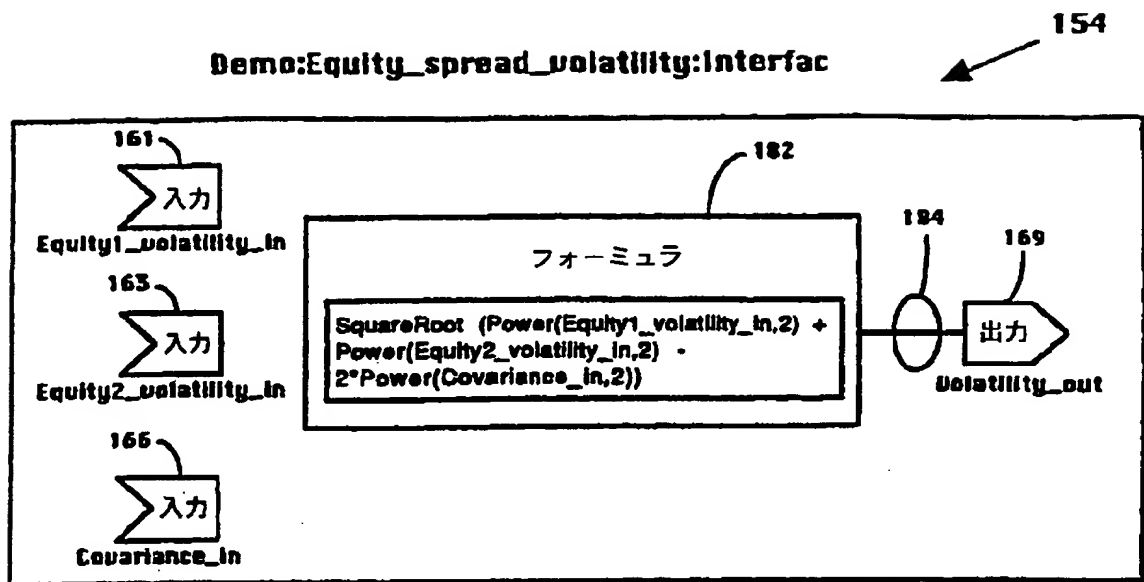 154
Demo:Equity_spread_volatility:Interfac
161
入力
Equity1_volatility_in
163
入力
Equity2_volatility_in
166
入力
Covariance_in
182
フォーミュラ
SquareRoot (Power(Equity1_volatility_in,2) +
Power(Equity2_volatility_in,2) -
2*Power(Covariance_in,2))
184
169
出力
Volatility_out